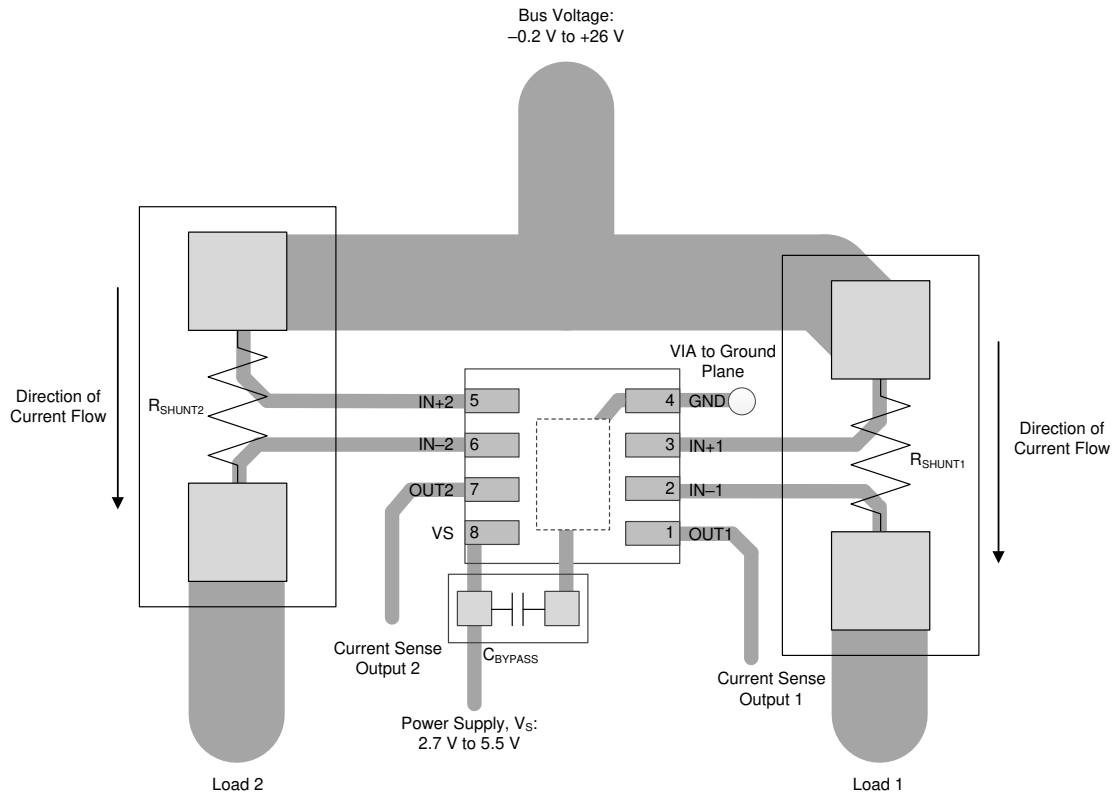 Bus Voltage:
–0.2 V to +26 V
VIA to Ground
Plane
Direction of
Current Flow
RSHUNT2
IN+2
5
4
GND
IN–2
6
3
IN+1
RSHUNT1
Direction of
Current Flow
OUT2
7
2
IN–1
VS
8
1
OUT1
CBYPASS
Current Sense
Output 2
Current Sense
Output 1
Power Supply, VS:
2.7 V to 5.5 V
Load 2
Load 1